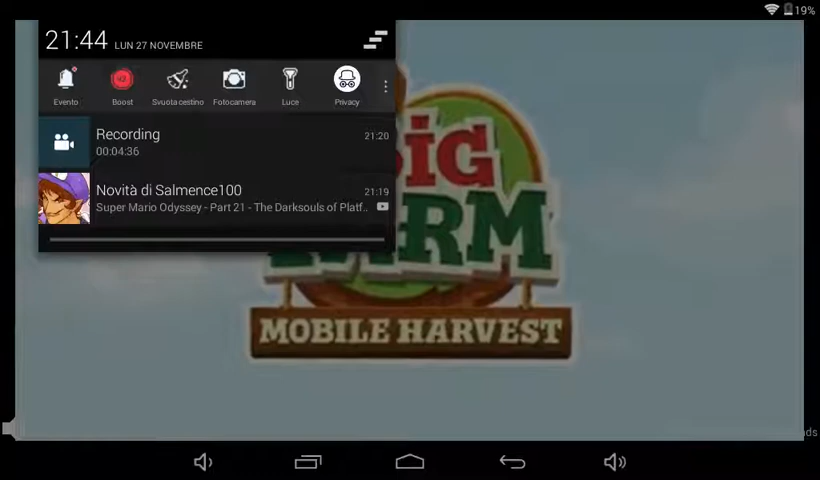 19%
21:44 LUN 27 NOVEMBRE
Evento Boost Svuota cestino Fotocamera Luce Privacy
Recording 21:20
00:04:36
Novità di Salmence100 21:19
Super Mario Odyssey - Part 21 - The Darksouls of Platf..
BIG
FARM
MOBILE HARVEST